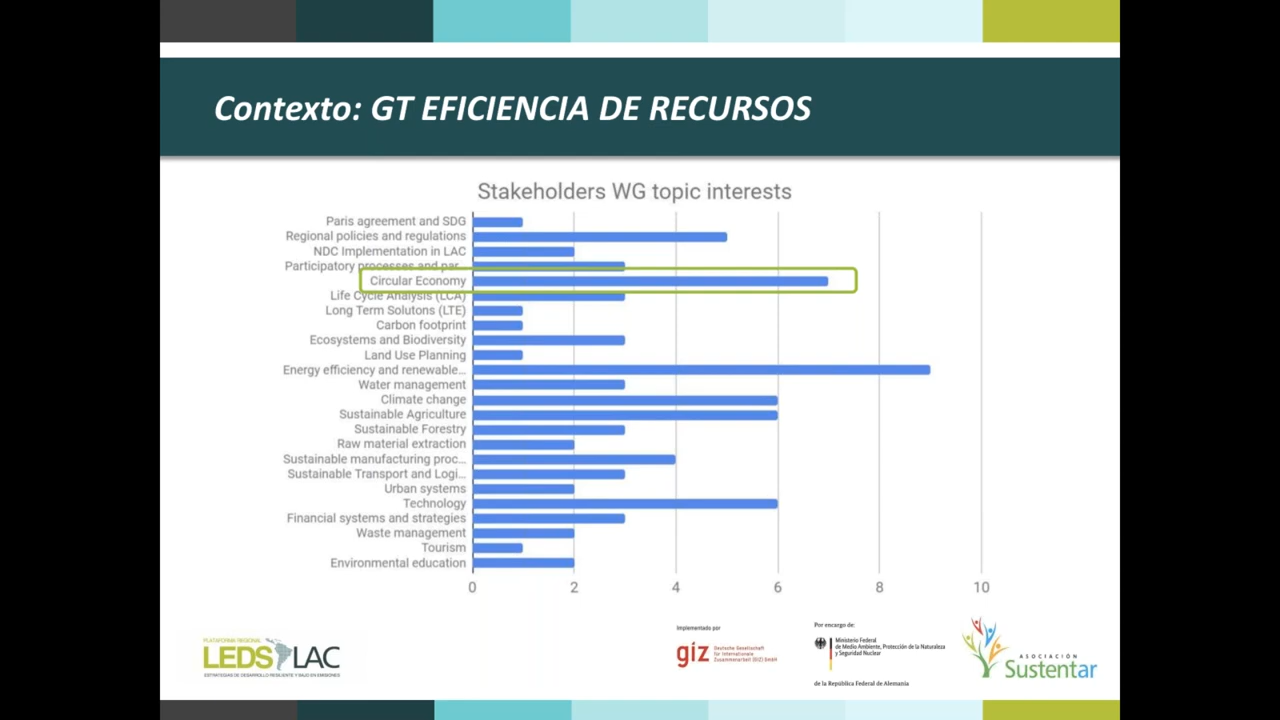 Contexto: GT EFICIENCIA DE RECURSOS
Stakeholders WG topic interests
Paris agreement and SDG
Regional policies and regulations
NDC Implementation in LAC
Participatory processes and par...
Circular Economy
Life Cycle Analysis (LCA)
Long Term Solutons (LTE)
Carbon footprint
Ecosystems and Biodiversity
Land Use Planning
Energy efficiency and renewable...
Water management
Climate change
Sustainable Agriculture
Sustainable Forestry
Raw material extraction
Sustainable manufacturing proc...
Sustainable Transport and Logi...
Urban systems
Technology
Financial systems and strategies
Waste management
Tourism
Environmental education
0 2 4 6 8 10
PLATAFORMA REGIONAL
LEDS LAC
ESTRATEGIAS DE DESARROLLO RESILIENTE Y BAJO EN EMISIONES
Implementado por
giz
Deutsche Gesellschaft
für Internationale
Zusammenarbeit (GIZ) GmbH
Por encargo de:
Ministerio Federal
de Medio Ambiente, Protección de la Naturaleza
y Seguridad Nuclear
de la República Federal de Alemania
ASOCIACIÓN
Sustentar